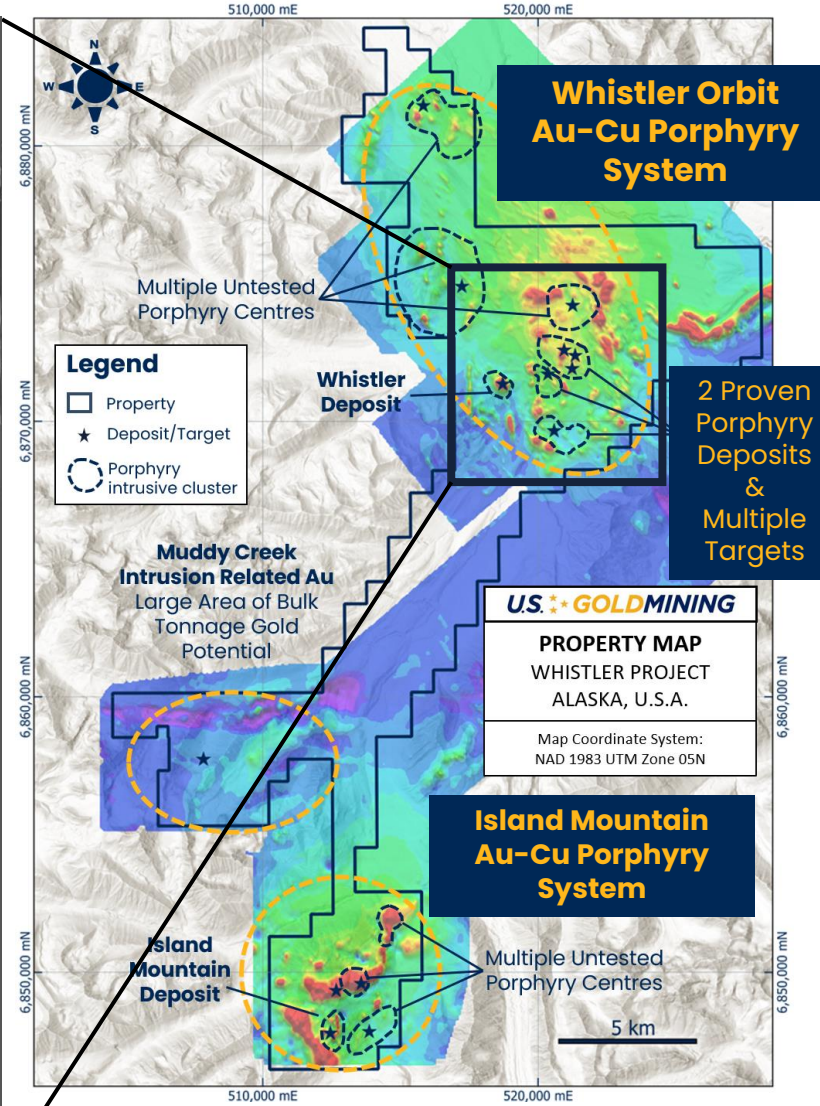 510,000 mE
520,000 mE
N
W
E
S
6,880,000 mN
Whistler Orbit
Au-Cu Porphyry
System
Multiple Untested
Porphyry Centres
Legend
Property
Deposit/Target
Porphyry
intrusive cluster
Whistler
Deposit
6,870,000 mN
2 Proven
Porphyry
Deposits
&
Multiple
Targets
Muddy Creek
Intrusion Related Au
Large Area of Bulk
Tonnage Gold
Potential
U.S. GOLDMINING
PROPERTY MAP
WHISTLER PROJECT
ALASKA, U.S.A.
Map Coordinate System:
NAD 1983 UTM Zone 05N
6,860,000 mN
6,860,000 mN
Island Mountain
Au-Cu Porphyry
System
Island
Mountain
Deposit
Multiple Untested
Porphyry Centres
6,850,000 mN
6,850,000 mN
5 km
510,000 mE
520,000 mE